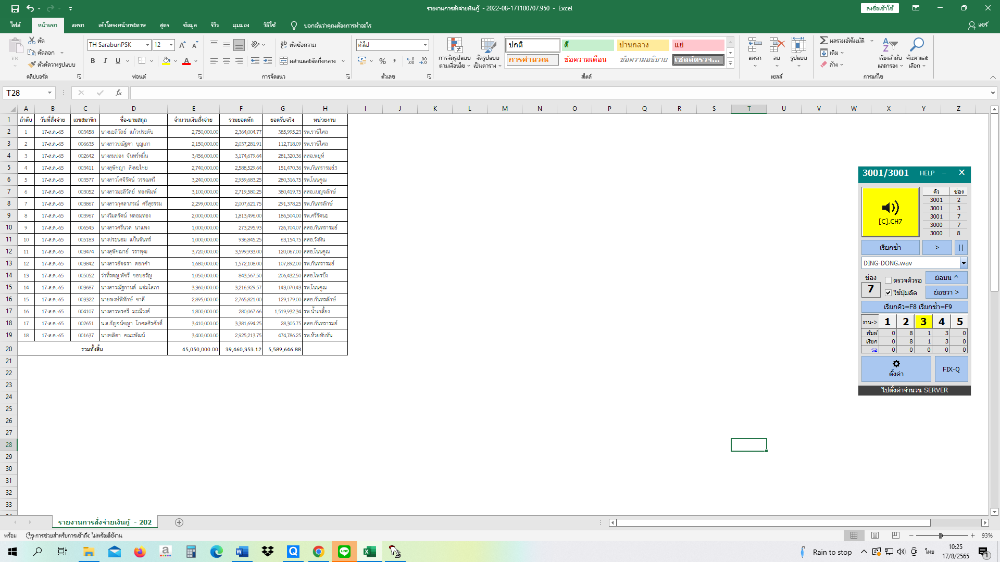 รายงานการสั่งจ่ายเงินกู้ - 2022-08-17T100707.950 - Excel
ลงชื่อเข้าใช้
ไฟล์ หน้าแรก แทรก เค้าโครงหน้ากระดาษ สูตร ข้อมูล รีวิว มุมมอง วิธีใช้ บอกฉันว่าคุณต้องการทำอะไร แชร์
วาง ตัด คัดลอก ตัวคัดวางรูปแบบ คลิปบอร์ด
TH SarabunPSK 12 B I U ฟอนต์
ตัดข้อความ ผสานและจัดกึ่งกลาง การจัดแนว
ทั่วไป % ตัวเลข
การจัดรูปแบบตามเงื่อนไข จัดรูปแบบเป็นตาราง
ปกติ ดี ปานกลาง แย่
การคำนวณ ข้อความเตือน ข้อความอธิบาย เซลล์ตรวจ...
สไตล์
แทรก ลบ รูปแบบ เซลล์
ผลรวมอัตโนมัติ เติม ล้าง เรียงลำดับและกรอง ค้นหาและเลือก การแก้ไข
T28 fx
A B C D E F G H I J K L M N O P Q R S T U V W X Y Z
1 ลำดับ วันที่สั่งจ่าย เลขสมาชิก ชื่อ-นามสกุล จำนวนเงินสั่งจ่าย รวมยอดหัก ยอดรับจริง หน่วยงาน
2 1 17-ส.ค.-65 003458 นางมะลิวัลย์ แก้วประดับ 2,750,000.00 2,364,004.77 385,995.23 รพ.ราษีไศล
3 2 17-ส.ค.-65 006635 นางสาวปณัฐดา บุญเภา 2,150,000.00 2,037,281.91 112,718.09 รพ.ราษีไศล
4 3 17-ส.ค.-65 002642 นางสมปอง จันทร์หมื่น 3,456,000.00 3,174,679.64 281,320.36 สสอ.พยุห์
5 4 17-ส.ค.-65 003411 นางสุพิชญา สิงหะไชย 2,740,000.00 2,588,529.64 151,470.36 รพ.กันทรารมย์3
6 5 17-ส.ค.-65 003577 นางสาวโศจิรัตน์ วรรณทวี 3,240,000.00 2,959,683.25 280,316.75 รพ.โนนคูณ
7 6 17-ส.ค.-65 003052 นางสาวมะลิวัลย์ ทองพิมพ์ 3,100,000.00 2,719,580.25 380,419.75 สสอ.เบญจลักษ์
8 7 17-ส.ค.-65 003867 นางสาวกุศลาภรณ์ ศรีสุธรรม 2,299,000.00 2,007,621.75 291,378.25 รพ.กันทรลักษ์
9 8 17-ส.ค.-65 003967 นางวิมลรัตน์ หลอมทอง 2,000,000.00 1,813,496.00 186,504.00 รพ.ศรีรัตนะ
10 9 17-ส.ค.-65 006545 นางสาวศรีนวล นาแพง 1,000,000.00 273,295.93 726,704.07 สสอ.กันทรารมย์
11 10 17-ส.ค.-65 005183 นางประนอม แป้นจันทร์ 1,000,000.00 936,845.25 63,154.75 สสอ.วังหิน
12 11 17-ส.ค.-65 003474 นางสุพิชฌาย์ วราพุฒ 3,720,000.00 3,599,933.00 120,067.00 สสอ.โนนคูณ
13 12 17-ส.ค.-65 003842 นางสาวอัจฉรา ดอกคำ 1,680,000.00 1,572,108.00 107,892.00 รพ.กันทรารมย์
14 13 17-ส.ค.-65 005052 ว่าที่รตญ.พัชรี ชอบอรัญ 1,050,000.00 843,567.50 206,432.50 สสอ.ไพรบึง
15 14 17-ส.ค.-65 003687 นางสาวณัฐกานต์ แจ่มโสภา 3,360,000.00 3,216,929.57 143,070.43 รพ.โนนคูณ
16 15 17-ส.ค.-65 003322 นายพงษ์พิทักษ์ ชาลี 2,895,000.00 2,765,821.00 129,179.00 สสอ.กันทรลักษ์
17 16 17-ส.ค.-65 004107 นางสาวพรศรี มะณีวงศ์ 1,800,000.00 280,067.66 1,519,932.34 รพ.น้ำเกลี้ยง
18 17 17-ส.ค.-65 002651 น.ส.กัญจน์ชญา โกศลศิรศักดิ์ 3,410,000.00 3,381,694.25 28,305.75 สสอ.กันทรารมย์
19 18 17-ส.ค.-65 001637 นางชลิดา คณะพัฒน์ 3,400,000.00 2,925,213.75 474,786.25 รพ.ห้วยทับทัน
20 รวมทั้งสิ้น 45,050,000.00 39,460,353.12 5,589,646.88
21
22
23
24
25
26
27
28
29
30
31
32
33
3001/3001 HELP
[C].CH7
คิว ช่อง
3001 2
3001 3
3001 7
3000 7
3000 8
เรียกซ้ำ > ||
DING-DONG.wav
ช่อง 7 ตรวจคิวรอ ย่อบน ^
ใช้ปุ่มลัด ย่อขวา >
เรียกคิว=F8 เรียกซ้ำ=F9
งาน-> 1 2 3 4 5
พิมพ์ 0 8 1 3 0
เรียก 0 8 1 3 0
รอ 0 0 0 0 0
ตั้งค่า FIX-Q
ไปตั้งค่าจำนวน SERVER
รายงานการสั่งจ่ายเงินกู้ - 202
พร้อม การช่วยสำหรับการเข้าถึง: ไม่พร้อมใช้งาน 93%
Rain to stop ไทย 10:25
17/8/2565 1